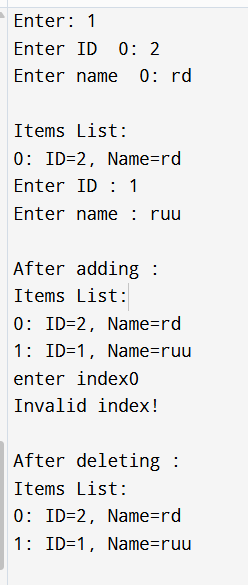 Enter: 1
Enter ID  0: 2
Enter name  0: rd

Items List:
0: ID=2, Name=rd
Enter ID : 1
Enter name : ruu

After adding :
Items List:
0: ID=2, Name=rd
1: ID=1, Name=ruu
enter index0
Invalid index!

After deleting :
Items List:
0: ID=2, Name=rd
1: ID=1, Name=ruu